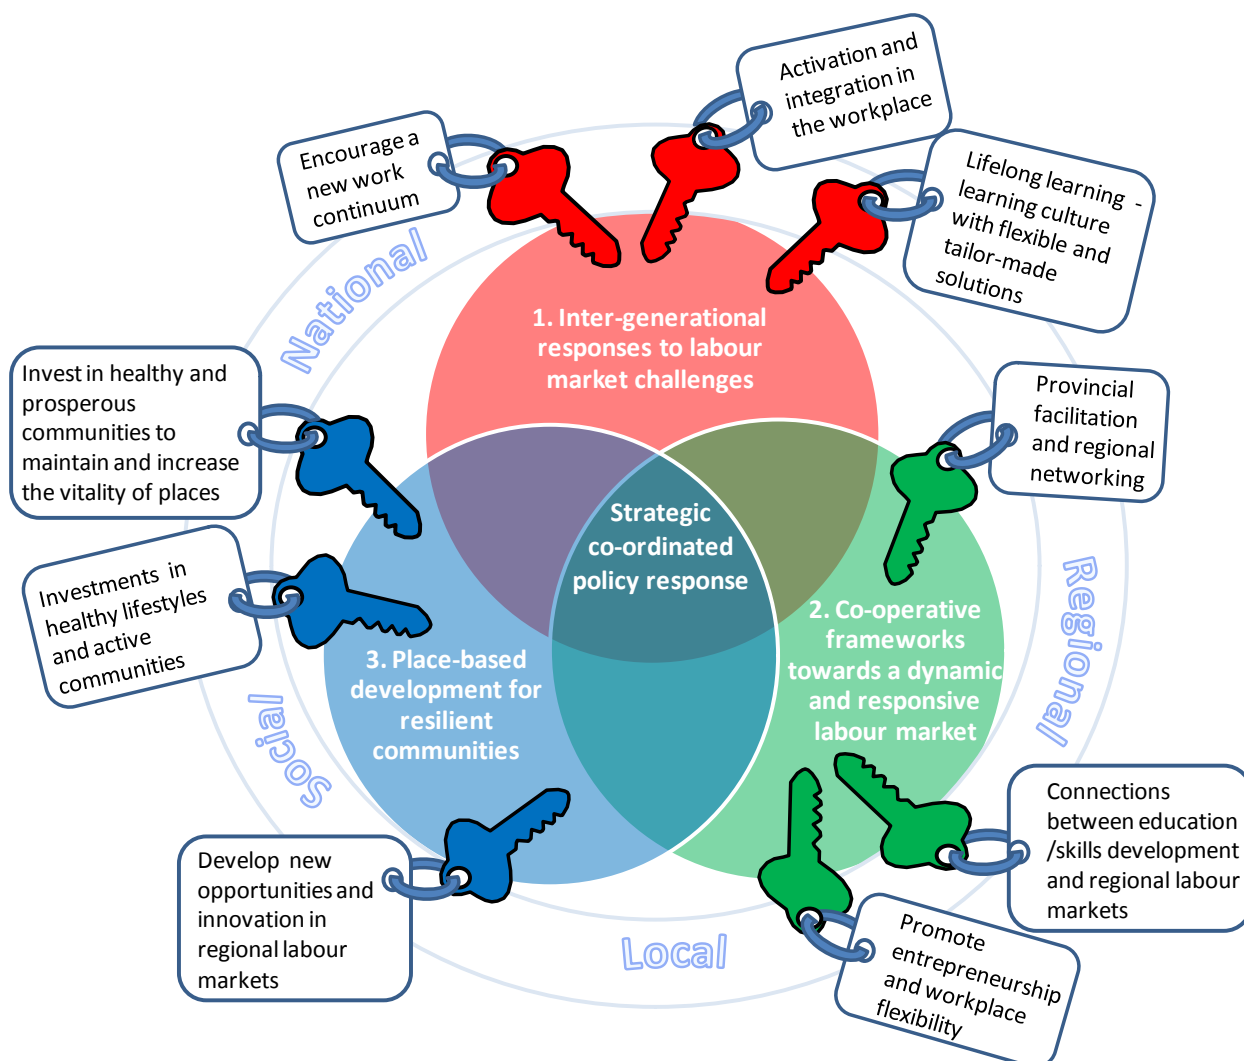 Activation and
integration in
the workplace
Encourage a
new work
continuum
Lifelong learning -
learning culture
with flexible and
tailor-made
solutions
National
1. Inter-generational
responses to labour
market challenges
Invest in healthy and
prosperous
communities to
maintain and increase
the vitality of places
Provincial
facilitation
and regional
networking
Strategic
co-ordinated
policy response
Investments in
healthy lifestyles
and active
communities
Regional
2. Co-operative
frameworks
towards a dynamic
and responsive
labour market
3. Place-based
development for
resilient
communities
Social
Connections
between education
/skills development
and regional labour
markets
Develop new
opportunities and
innovation in
regional labour
markets
Local
Promote
entrepreneurship
and workplace
flexibility